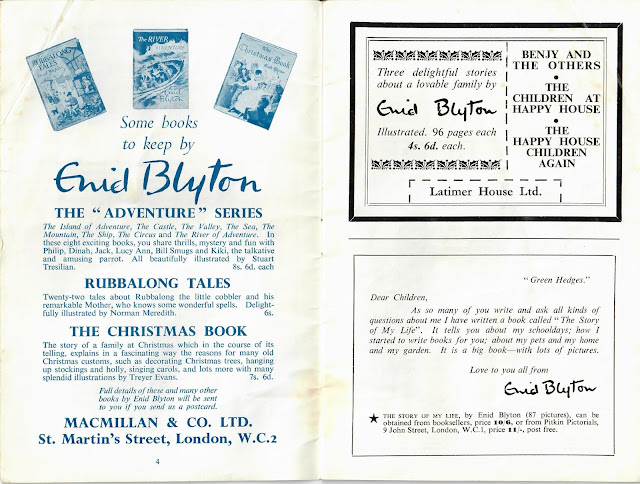 RUBBALONG TALES
The RIVER
of ADVENTURE
Enid
Blyton
The
Christmas Book
Enid Blyton
Some books
to keep by
Enid Blyton
THE "ADVENTURE" SERIES
The Island of Adventure, The Castle, The Valley, The Sea, The
Mountain, The Ship, The Circus and The River of Adventure. In
these eight exciting books, you share thrills, mystery and fun with
Philip, Dinah, Jack, Lucy Ann, Bill Smugs and Kiki, the talkative
and amusing parrot. All beautifully illustrated by Stuart
Tresilian. 8s. 6d. each
RUBBALONG TALES
Twenty-two tales about Rubbalong the little cobbler and his
remarkable Mother, who knows some wonderful spells. Delight-
fully illustrated by Norman Meredith. 6s.
THE CHRISTMAS BOOK
The story of a family at Christmas which in the course of its
telling, explains in a fascinating way the reasons for many old
Christmas customs, such as decorating Christmas trees, hanging
up stockings and holly, singing carols, and lots more with many
splendid illustrations by Treyer Evans. 7s. 6d.
Full details of these and many other
books by Enid Blyton will be sent
to you if you send us a postcard.
MACMILLAN & CO. LTD.
St. Martin's Street, London, W.C.2
4
Three delightful stories
about a lovable family by
Enid Blyton
Illustrated. 96 pages each
4s. 6d. each.
BENJY AND
THE OTHERS
•
THE
CHILDREN AT
HAPPY HOUSE
•
THE
HAPPY HOUSE
CHILDREN
AGAIN
Latimer House Ltd.
"Green Hedges."
Dear Children,
As so many of you write and ask all kinds of
questions about me I have written a book called "The Story
of My Life". It tells you about my schooldays; how I
started to write books for you; about my pets and my home
and my garden. It is a big book—with lots of pictures.
Love to you all from
Enid Blyton
★ THE STORY OF MY LIFE, by Enid Blyton (87 pictures), can be
obtained from booksellers, price 10/6, or from Pitkin Pictorials,
9 John Street, London, W.C.1, price 11/-, post free.